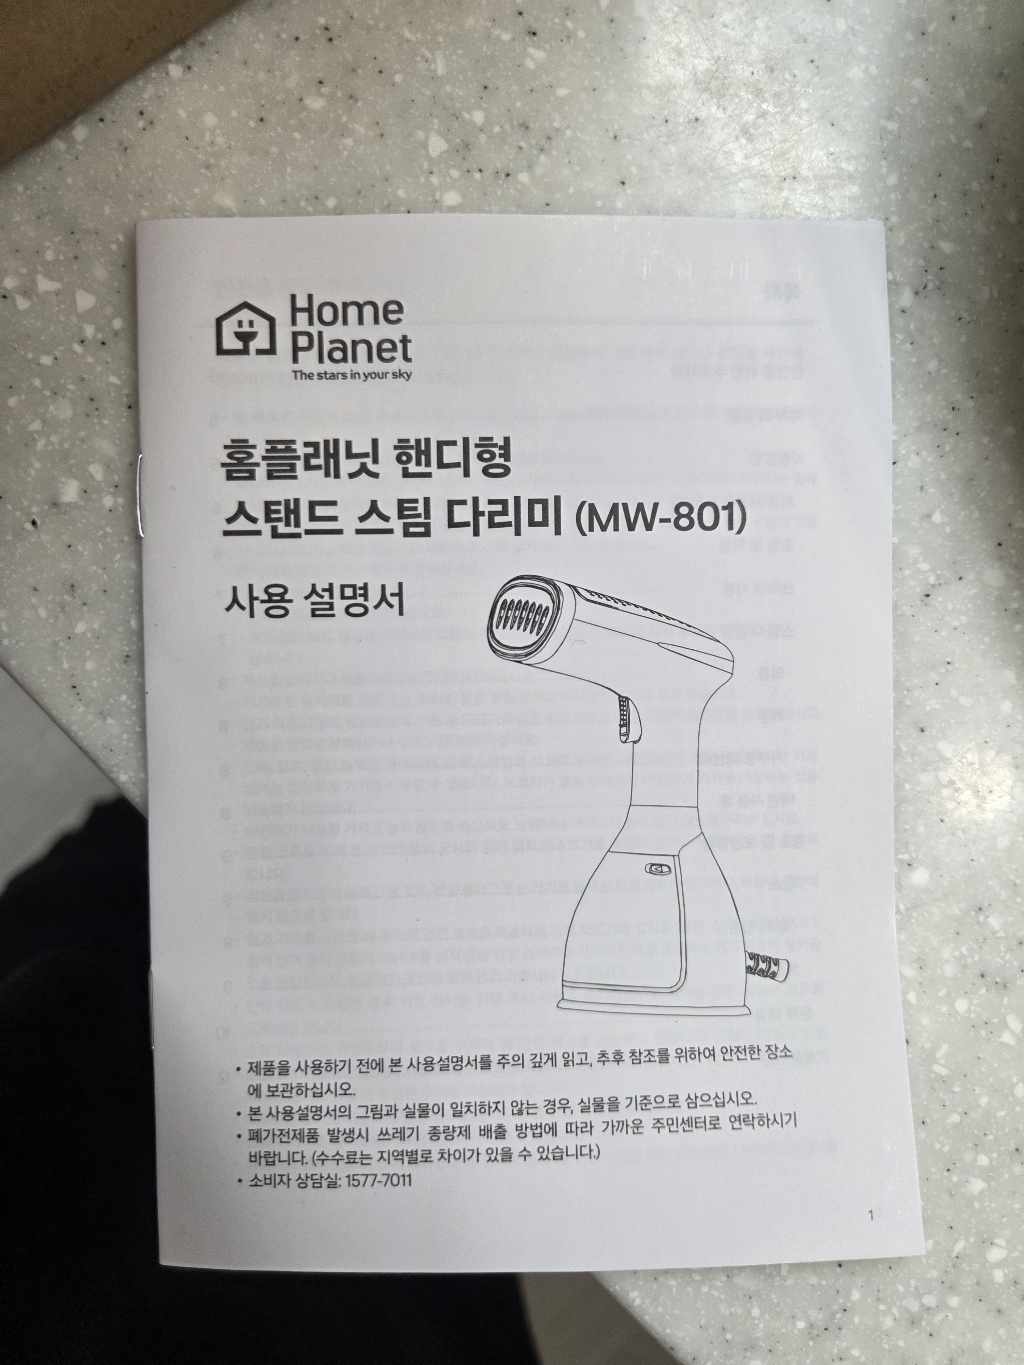 Home
Planet
The stars in your sky
홈플래닛 핸디형
스탠드 스팀 다리미 (MW-801)
사용 설명서
• 제품을 사용하기 전에 본 사용설명서를 주의 깊게 읽고, 추후 참조를 위하여 안전한 장소
에 보관하십시오.
• 본 사용설명서의 그림과 실물이 일치하지 않는 경우, 실물을 기준으로 삼으십시오.
• 폐가전제품 발생시 쓰레기 종량제 배출 방법에 따라 가까운 주민센터로 연락하시기
바랍니다. (수수료는 지역별로 차이가 있을 수 있습니다.)
• 소비자 상담실: 1577-7011
1